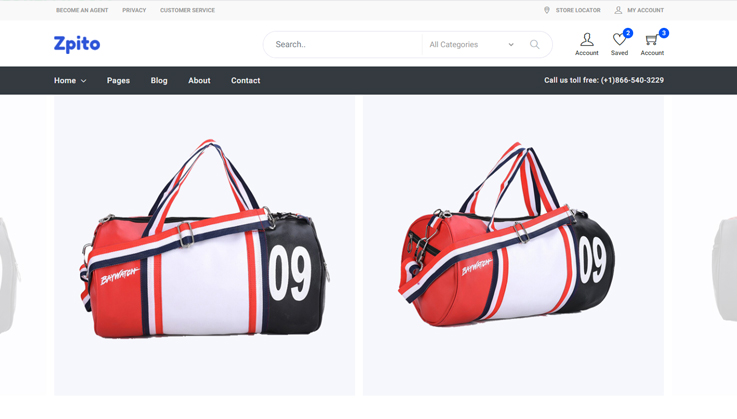 BECOME AN AGENT PRIVACY CUSTOMER SERVICE STORE LOCATOR MY ACCOUNT
Zpito Search.. All Categories Account 2 Saved 3 Account
Home Pages Blog About Contact Call us toll free: (+1)866-540-3229
BAYWATCH 09
BAYWATCH 09